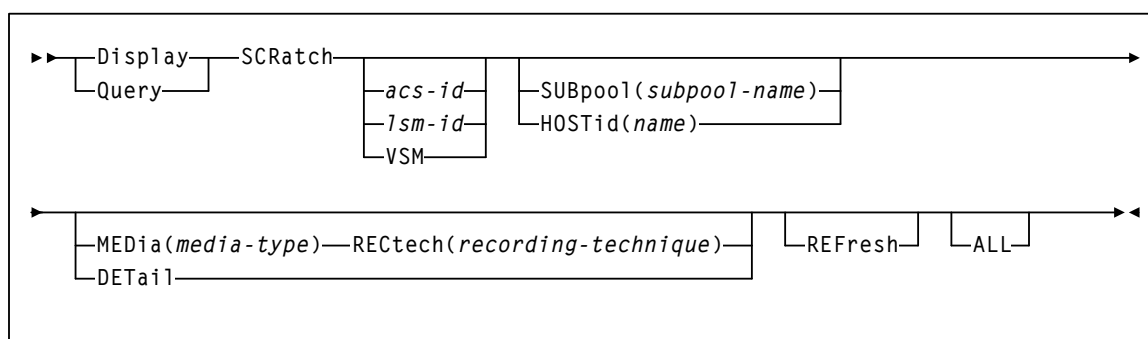 Display SCRatch
Query acs-id SUBpool(subpool-name)
lsm-id HOSTid(name)
VSM
MEDia(media-type) RECtech(recording-technique) REFresh ALL
DETail